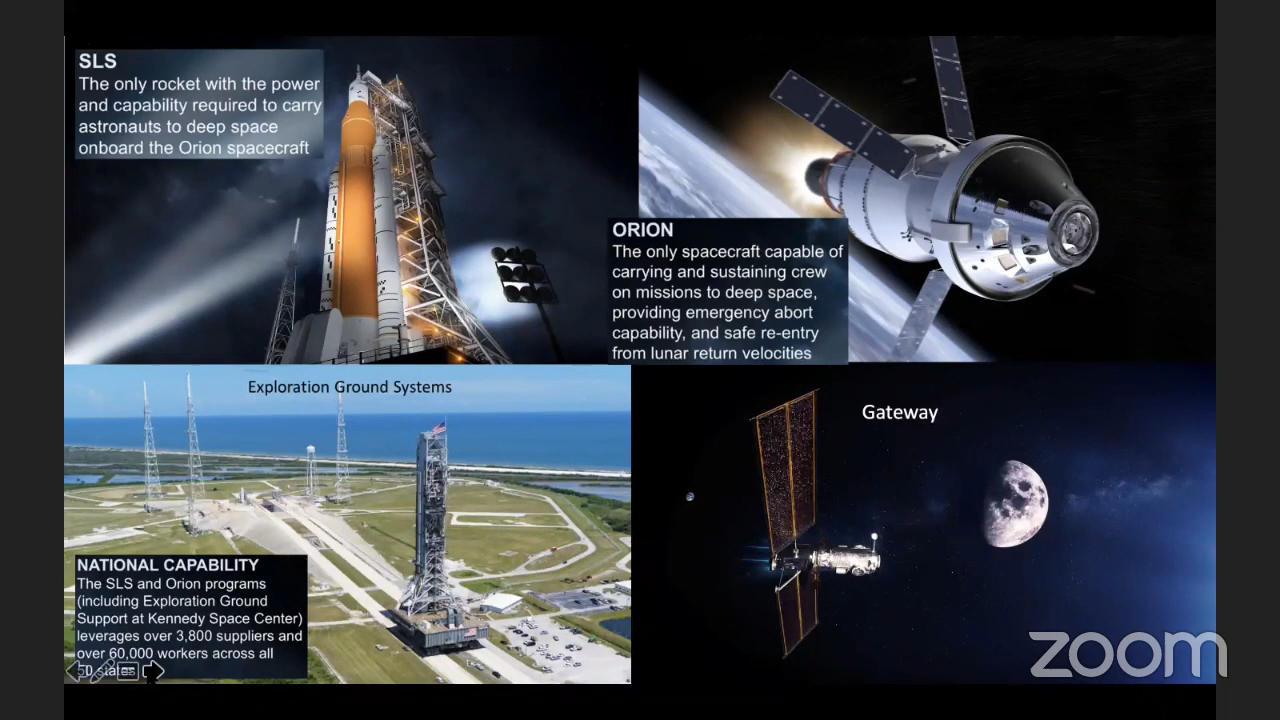 SLS
The only rocket with the power
and capability required to carry
astronauts to deep space
onboard the Orion spacecraft
ORION
The only spacecraft capable of
carrying and sustaining crew
on missions to deep space,
providing emergency abort
capability, and safe re-entry
from lunar return velocities
Exploration Ground Systems
NATIONAL CAPABILITY
The SLS and Orion programs
(including Exploration Ground
Support at Kennedy Space Center)
leverages over 3,800 suppliers and
over 60,000 workers across all
50 states
Gateway
zoom